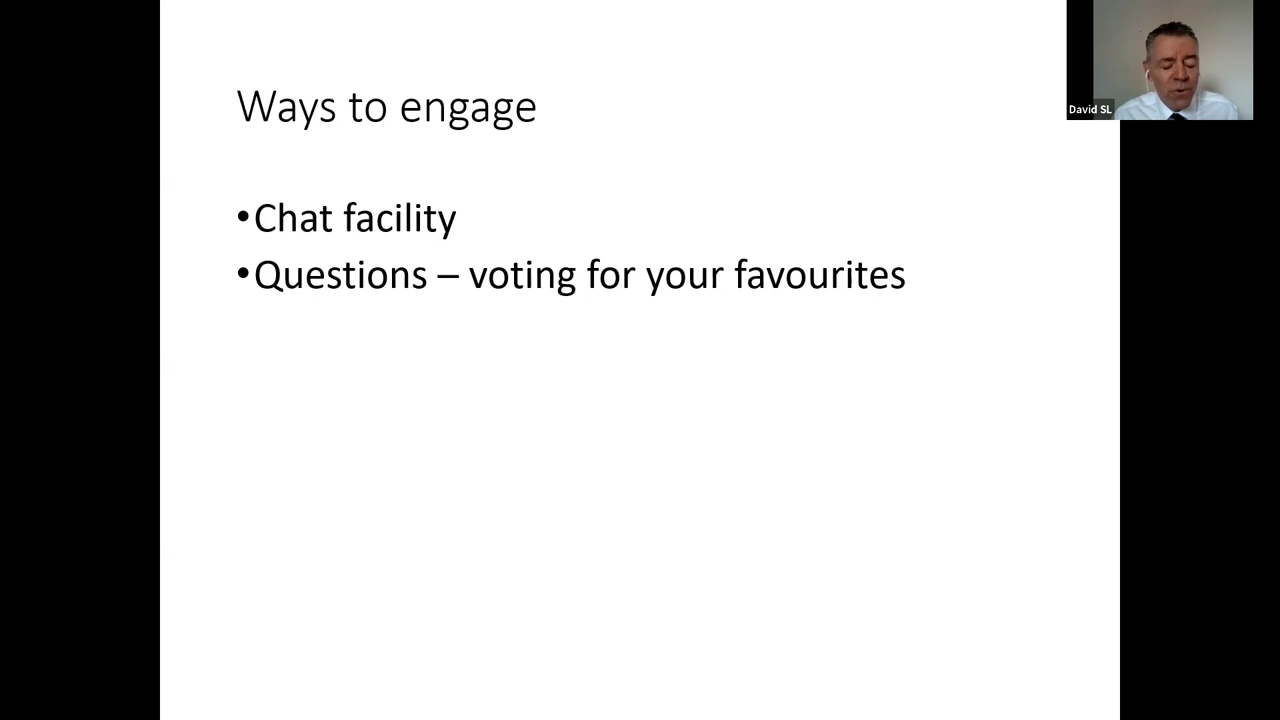 Ways to engage
•Chat facility
•Questions – voting for your favourites
David SL